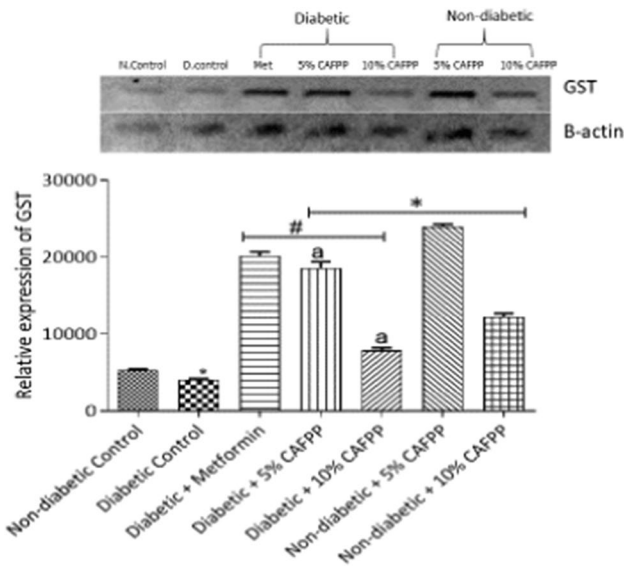 Diabetic
Non-diabetic
N.Control D.control Met 5% CAFPP 10% CAFPP 5% CAFPP 10% CAFPP
GST
B-actin
30000
20000
10000
0
Relative expression of GST
*
#
*
a
a
Non-diabetic Control
Diabetic Control
Diabetic + Metformin
Diabetic + 5% CAFPP
Diabetic + 10% CAFPP
Non-diabetic + 5% CAFPP
Non-diabetic + 10% CAFPP